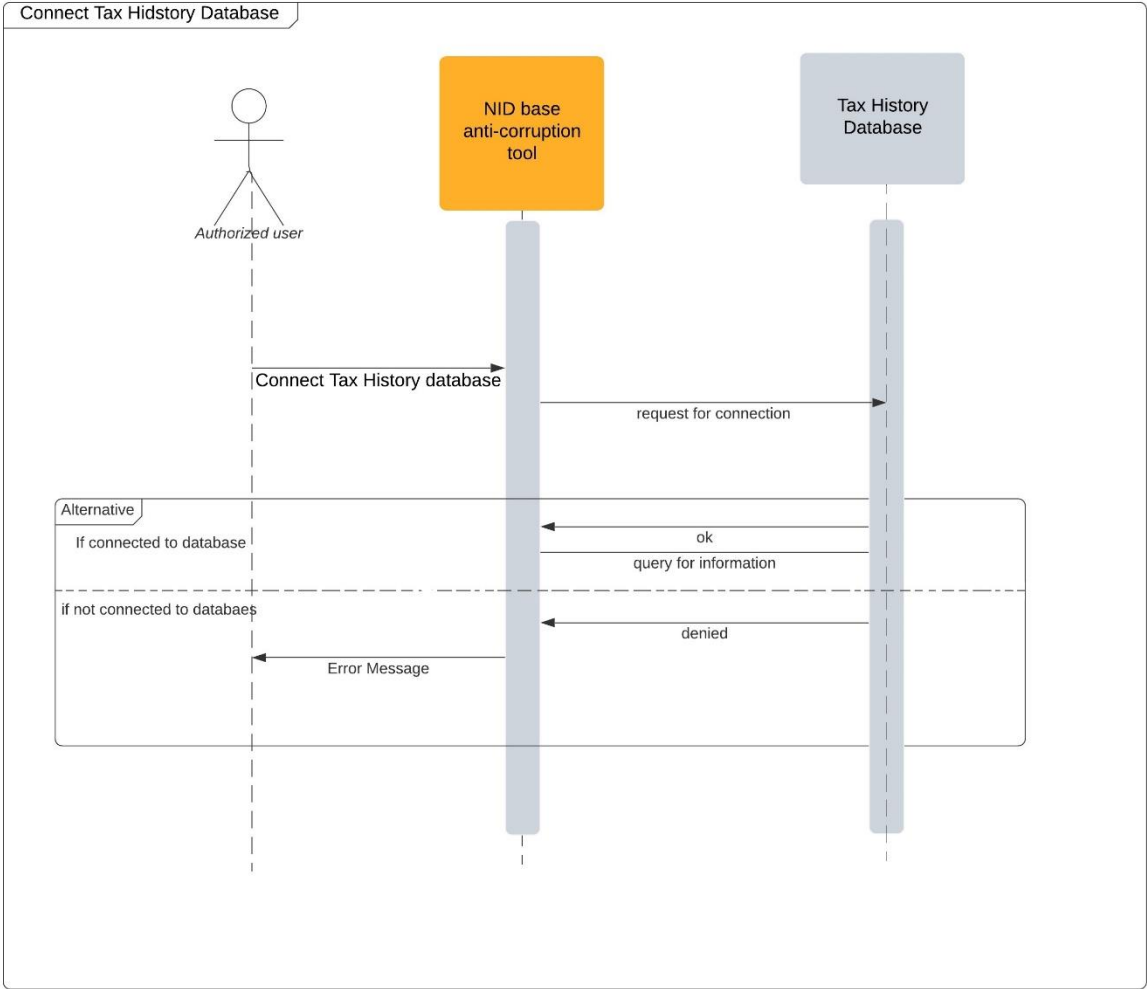 Connect Tax Hidstory Database
NID base
anti-corruption
tool
Tax History
Database
Authorized user
Connect Tax History database
request for connection
Alternative
ok
If connected to database
query for information
if not connected to databaes
denied
Error Message